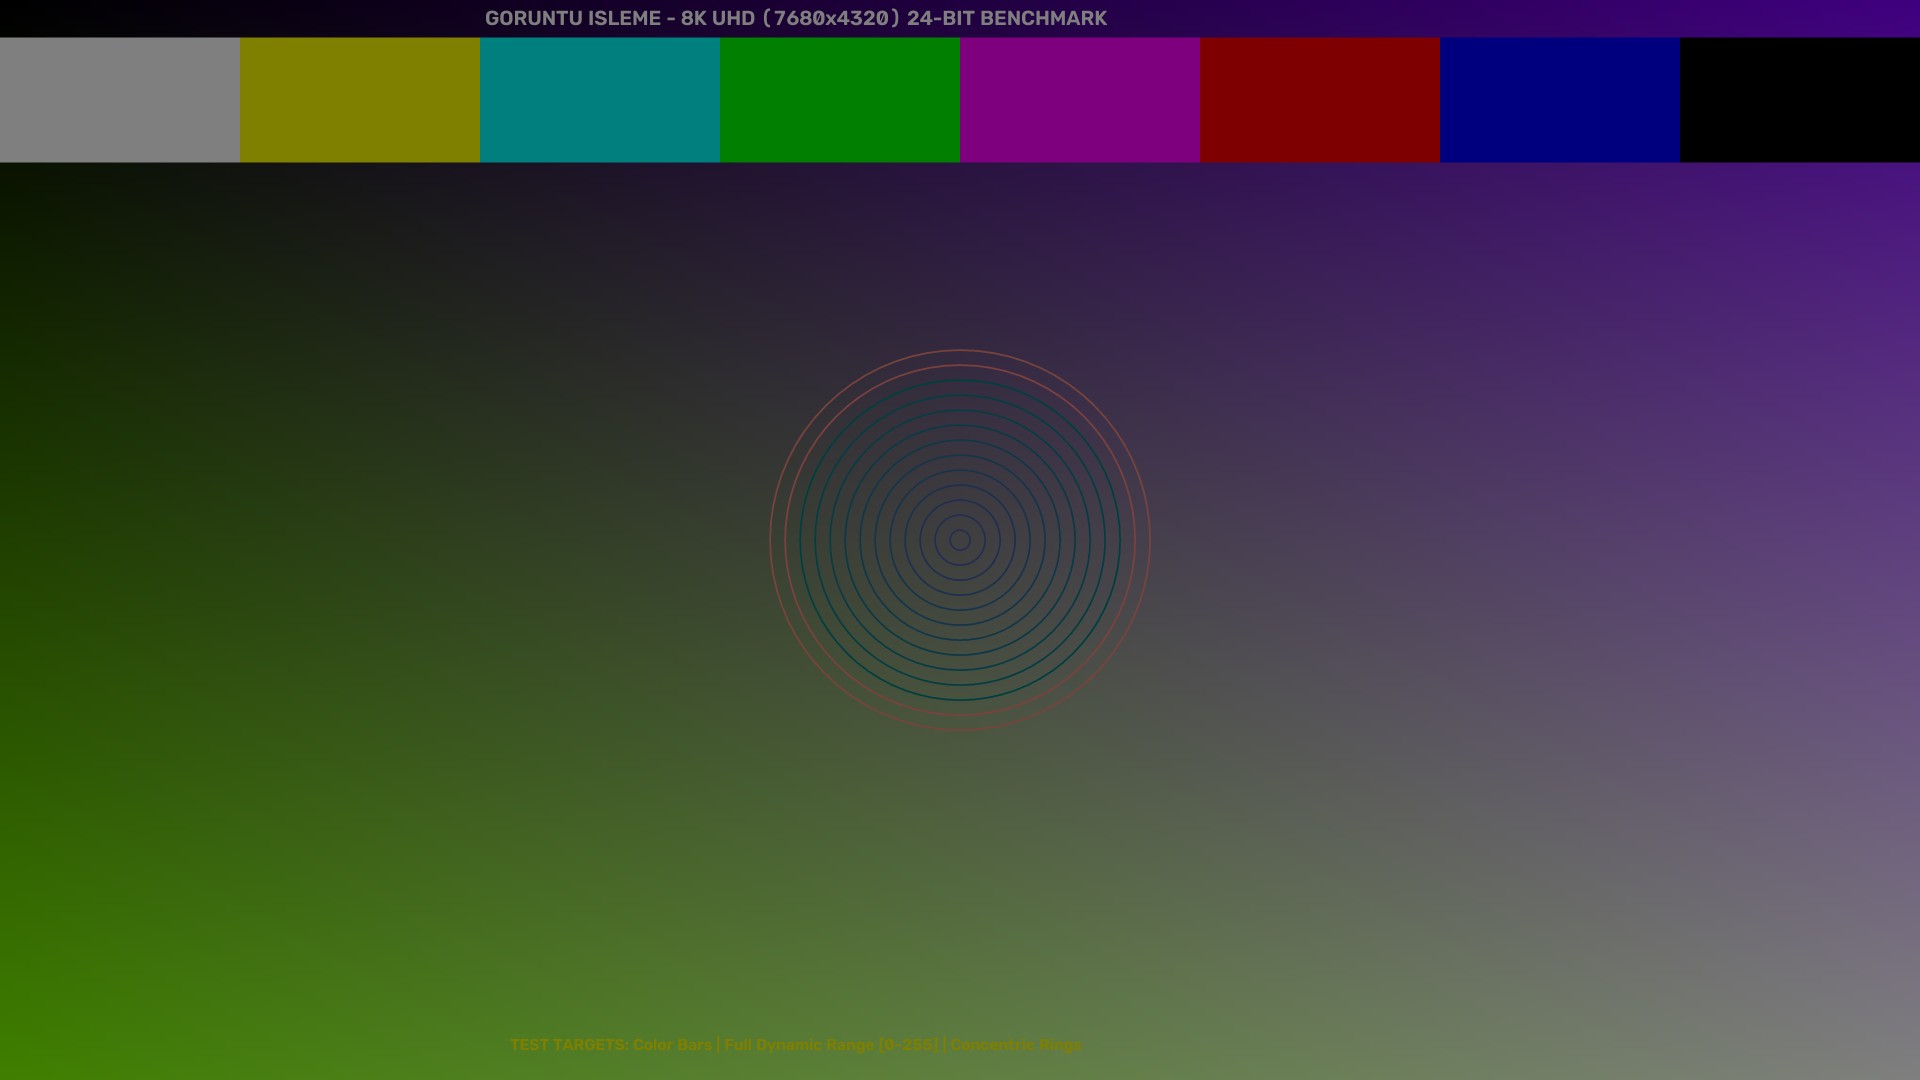 GORUNTU ISLEME - 8K UHD (7680x4320) 24-BIT BENCHMARK
TEST TARGETS: Color Bars | Full Dynamic Range [0-255] | Concentric Rings